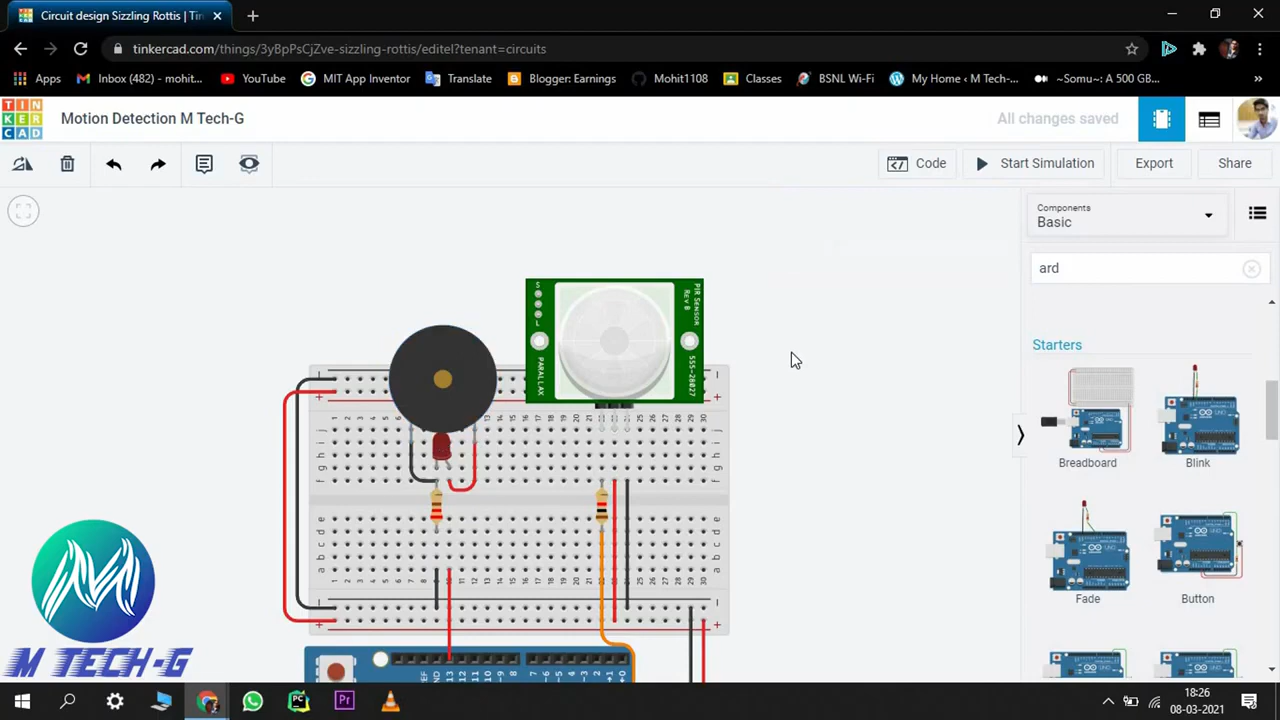 Circuit design Sizzling Rottis | Tin
tinkercad.com/things/3yBpPsCjZve-sizzling-rottis/editel?tenant=circuits
Apps
Inbox (482) - mohit...
YouTube
MIT App Inventor
Translate
Blogger: Earnings
Mohit1108
Classes
BSNL Wi-Fi
My Home ‹ M Tech-...
~Somu~: A 500 GB...
»
TIN
KER
CAD
Motion Detection M Tech-G
All changes saved
Code
Start Simulation
Export
Share
Components
Basic
ard
Starters
Breadboard
Blink
Fade
Button
PIR SENSOR
REV B
PARALLAX
555-28027
M TECH-G
18:26
08-03-2021